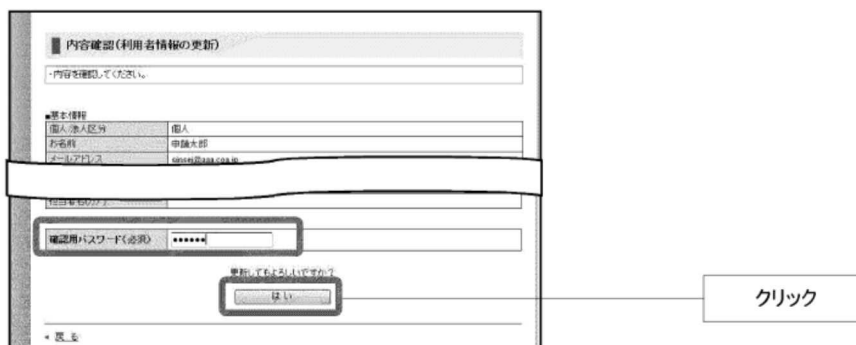 内容確認(利用者情報の更新)
・内容を確認してください。
■基本情報
個人/法人区分 個人
お名前 申請太郎
メールアドレス
確認用パスワード(必須) ••••••
更新してもよろしいですか?
はい
戻る
クリック